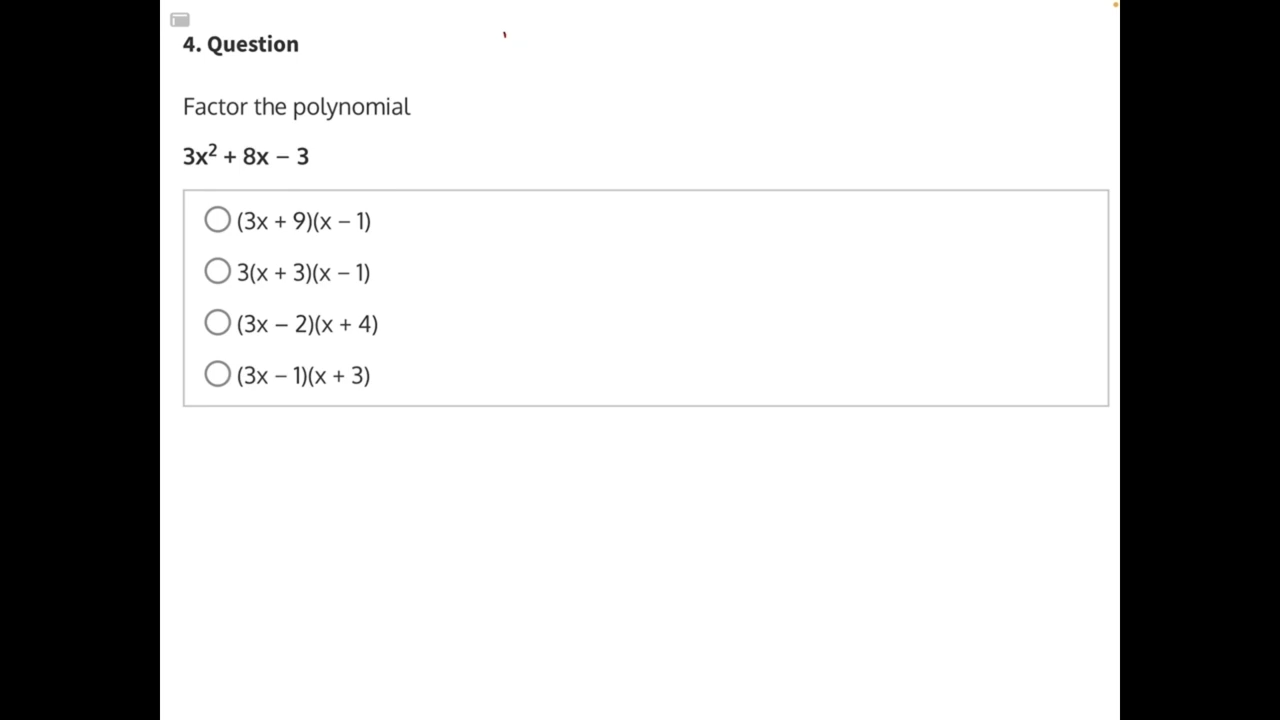 4. Question
Factor the polynomial
3x² + 8x – 3
(3x + 9)(x – 1)
3(x + 3)(x – 1)
(3x – 2)(x + 4)
(3x – 1)(x + 3)